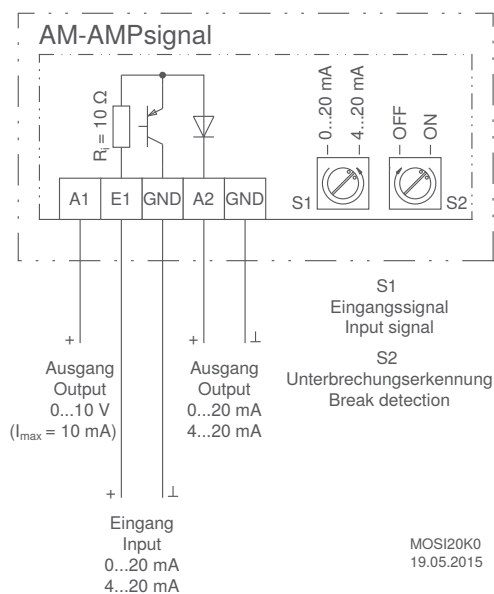 AM-AMPsignal
Ri = 10 Ω
0...20 mA
4...20 mA
OFF
ON
A1 E1 GND A2 GND
S1
S2
S1
Eingangssignal
Input signal
S2
Unterbrechungserkennung
Break detection
+
Ausgang
Output
0...10 V
(Imax = 10 mA)
+ ⊥
Ausgang
Output
0...20 mA
4...20 mA
+ ⊥
Eingang
Input
0...20 mA
4...20 mA
MOSI20K0
19.05.2015